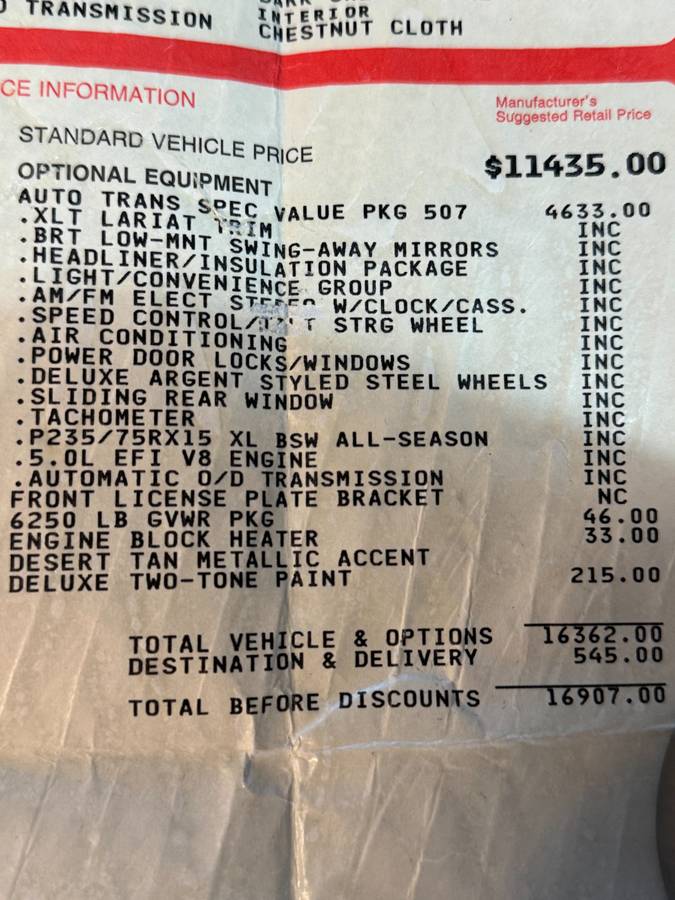 TRANSMISSION
INTERIOR
CHESTNUT CLOTH
CE INFORMATION
Manufacturer's
Suggested Retail Price
STANDARD VEHICLE PRICE $11435.00
OPTIONAL EQUIPMENT
AUTO TRANS SPEC VALUE PKG 507 4633.00
.XLT LARIAT TRIM INC
.BRT LOW-MNT SWING-AWAY MIRRORS INC
.HEADLINER/INSULATION PACKAGE INC
.LIGHT/CONVENIENCE GROUP INC
.AM/FM ELECT STEREO W/CLOCK/CASS. INC
.SPEED CONTROL/ STRG WHEEL INC
.AIR CONDITIONING INC
.POWER DOOR LOCKS/WINDOWS INC
.DELUXE ARGENT STYLED STEEL WHEELS INC
.SLIDING REAR WINDOW INC
.TACHOMETER INC
.P235/75RX15 XL BSW ALL-SEASON INC
.5.0L EFI V8 ENGINE INC
.AUTOMATIC O/D TRANSMISSION INC
FRONT LICENSE PLATE BRACKET NC
6250 LB GVWR PKG 46.00
ENGINE BLOCK HEATER 33.00
DESERT TAN METALLIC ACCENT
DELUXE TWO-TONE PAINT 215.00
TOTAL VEHICLE & OPTIONS 16362.00
DESTINATION & DELIVERY 545.00
TOTAL BEFORE DISCOUNTS 16907.00